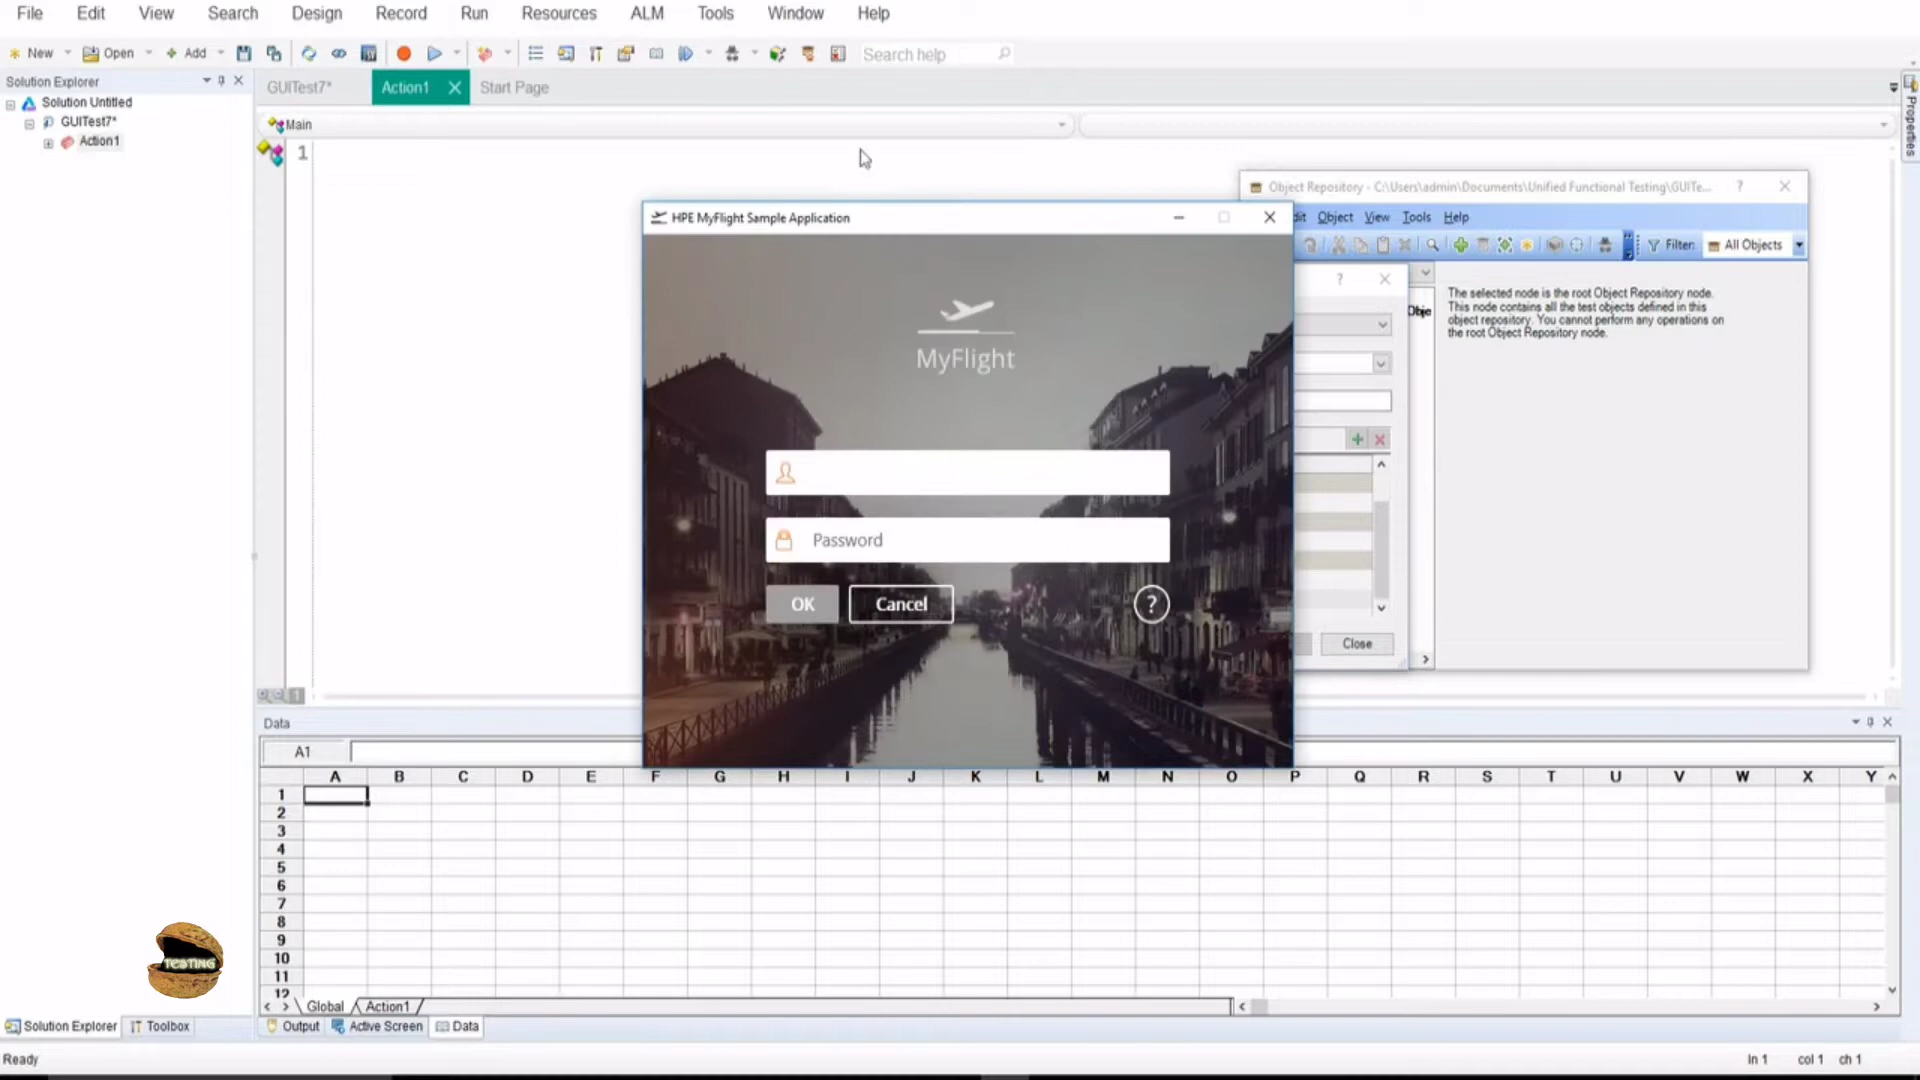 File Edit View Search Design Record Run Resources ALM Tools Window Help
New Open Add Search help
Solution Explorer
GUITest7* Action1 Start Page
Properties
Solution Untitled
GUITest7*
Action1
Main
1
Object Repository - C:\Users\admin\Documents\Unified Functional Testing\GUITe... ?
HPE MyFlight Sample Application
dit Object View Tools Help
Filter: All Objects
?
The selected node is the root Object Repository node.
This node contains all the test objects defined in this
object repository. You cannot perform any operations on
the root Object Repository node.
Obje
MyFlight
Password
OK Cancel ?
Close
1
Data
A1
A B C D E F G H I J K L M N O P Q R S T U V W X Y
1
2
3
4
5
6
7
8
9
10
11
12
TESTING
Global Action1
Solution Explorer Toolbox Output Active Screen Data
Ready ln 1 col 1 ch 1